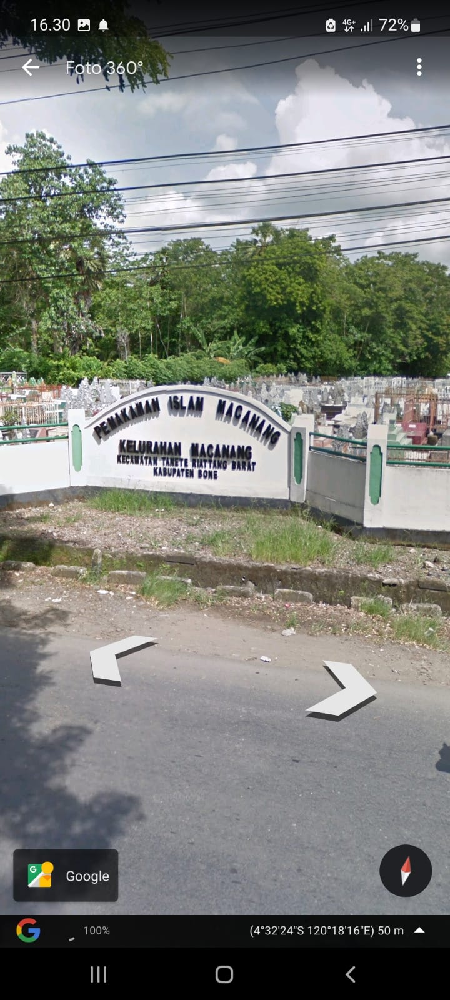 16.30
4G+
72%
Foto 360°
PEMAKAMAN ISLAM MACANANG
KELURAHAN MACANANG
KECAMATAN TANETE RIATTANG BARAT
KABUPATEN BONE
Google
100%
(4°32'24"S 120°18'16"E) 50 m